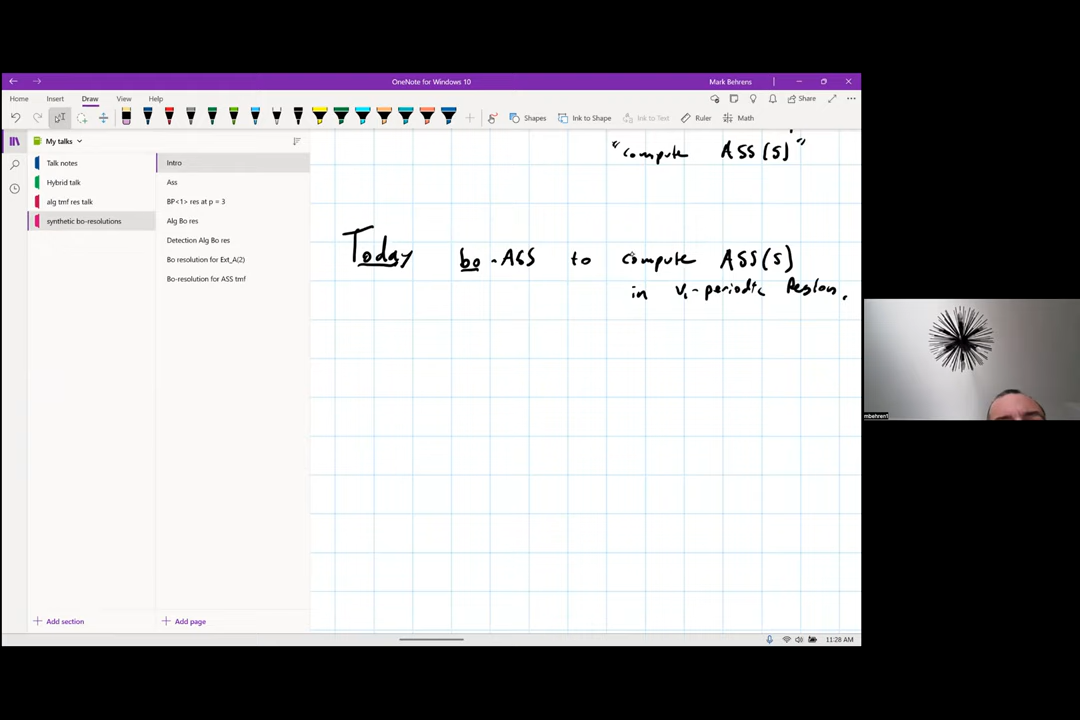 OneNote for Windows 10
Mark Behrens
Home Insert Draw View Help
Share
Shapes Ink to Shape Ink to Text Ruler Math
My talks
Talk notes
Hybrid talk
alg tmf res talk
synthetic bo-resolutions
Intro
Ass
BP<1> res at p = 3
Alg Bo res
Detection Alg Bo res
Bo resolution for Ext_A(2)
Bo-resolution for ASS tmf
"compute ASS(S)"
Today bo-ASS to compute ASS(S)
in v₁-periodic Region.
mbehren1
Add section
Add page
11:28 AM